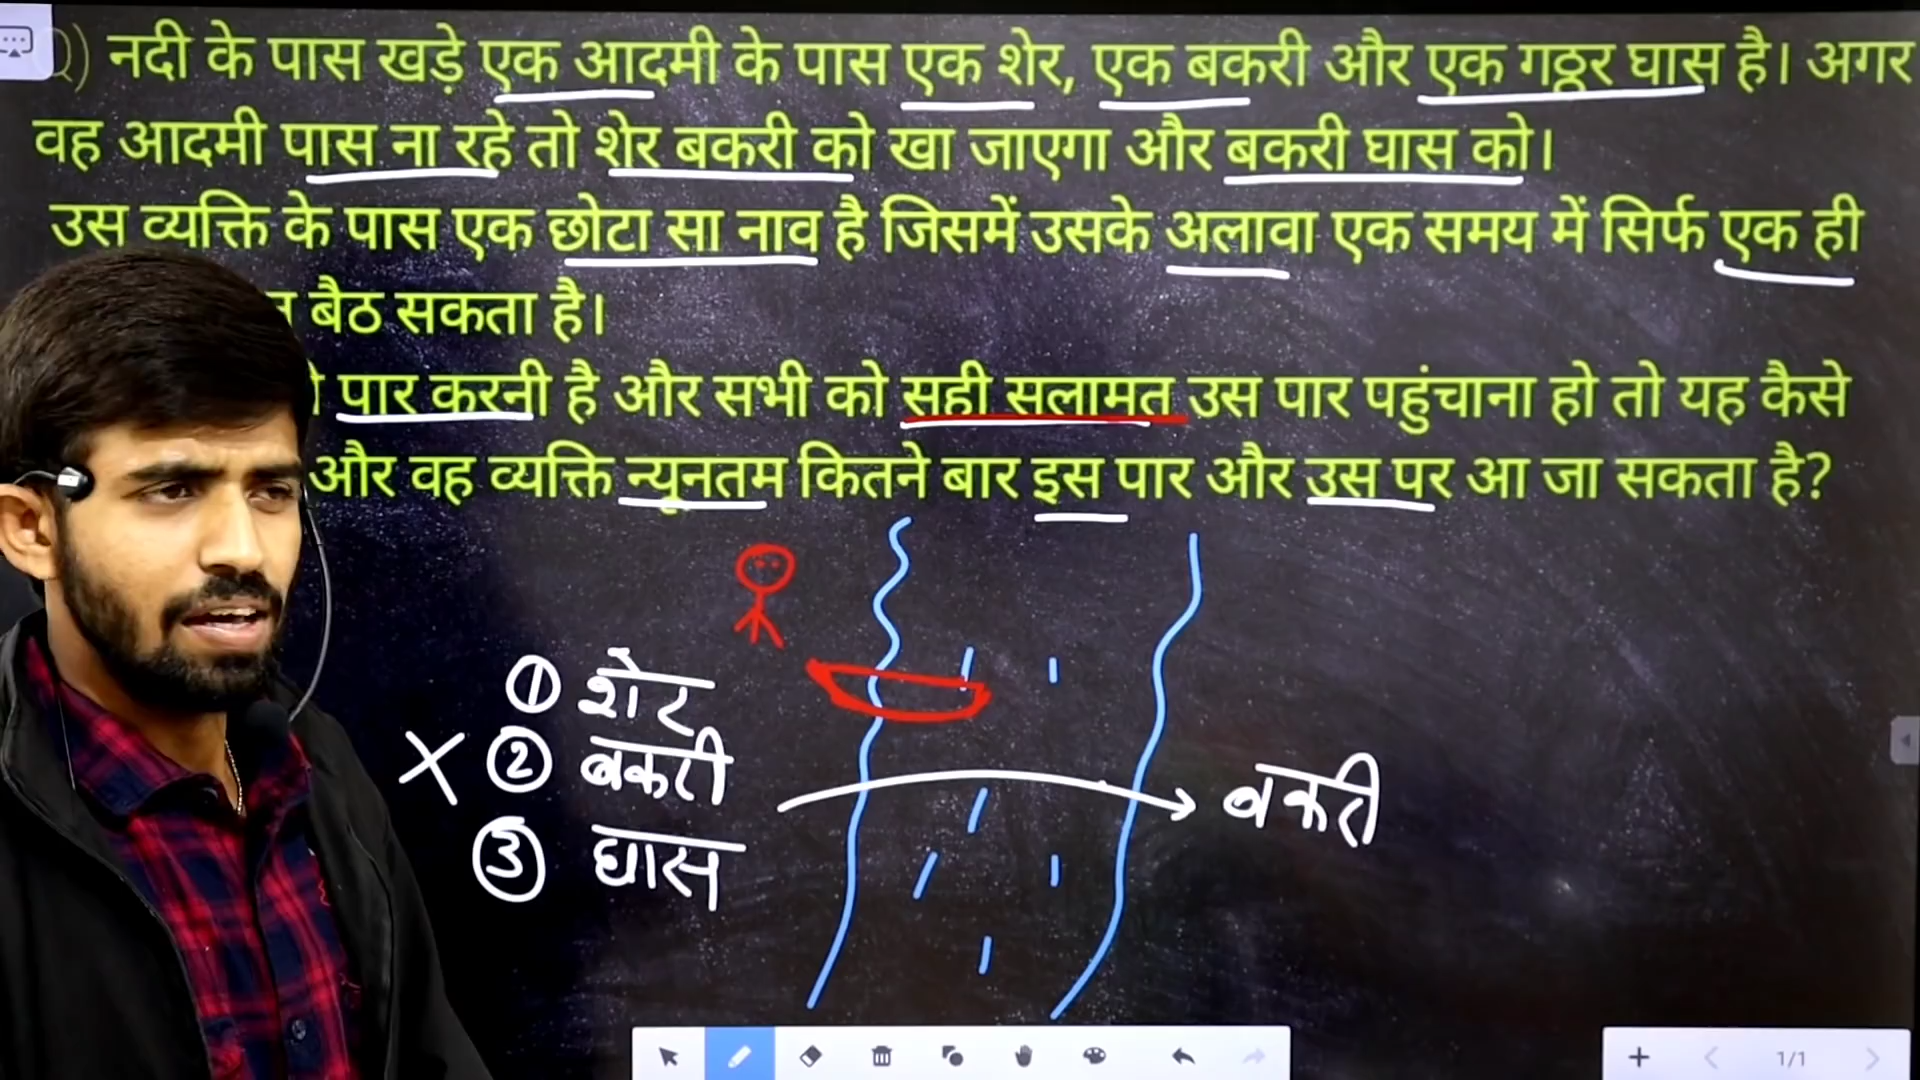 Q) नदी के पास खड़े एक आदमी के पास एक शेर, एक बकरी और एक गठ्ठर घास है। अगर
वह आदमी पास ना रहे तो शेर बकरी को खा जाएगा और बकरी घास को।
उस व्यक्ति के पास एक छोटा सा नाव है जिसमें उसके अलावा एक समय में सिर्फ एक ही
बैठ सकता है।
पार करनी है और सभी को सही सलामत उस पार पहुंचाना हो तो यह कैसे
और वह व्यक्ति न्यूनतम कितने बार इस पार और उस पर आ जा सकता है?
① शेर
X ② बकरी
③ घास
बकरी
1/1